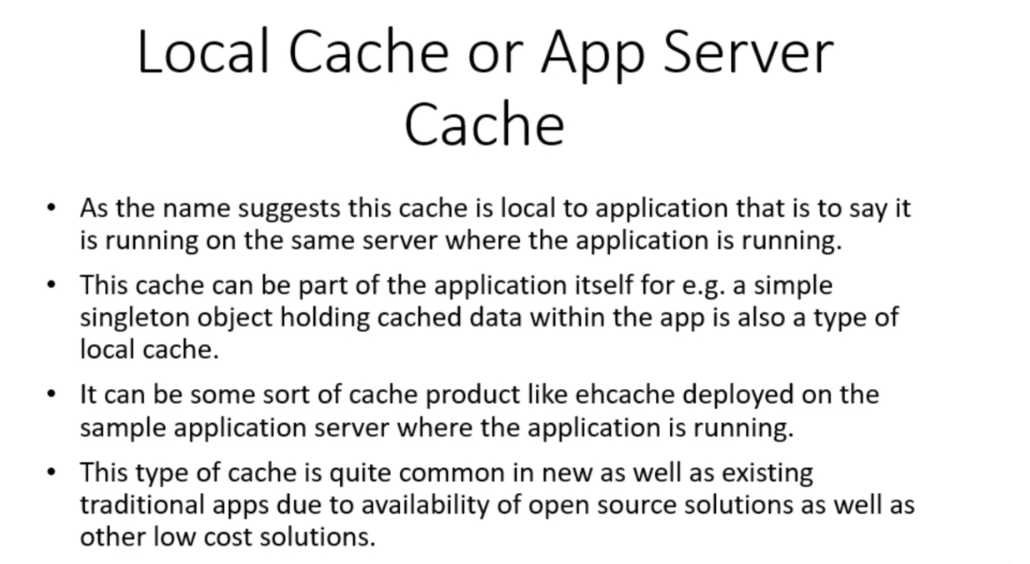 Local Cache or App Server
Cache
• As the name suggests this cache is local to application that is to say it
is running on the same server where the application is running.
• This cache can be part of the application itself for e.g. a simple
singleton object holding cached data within the app is also a type of
local cache.
• It can be some sort of cache product like ehcache deployed on the
sample application server where the application is running.
• This type of cache is quite common in new as well as existing
traditional apps due to availability of open source solutions as well as
other low cost solutions.